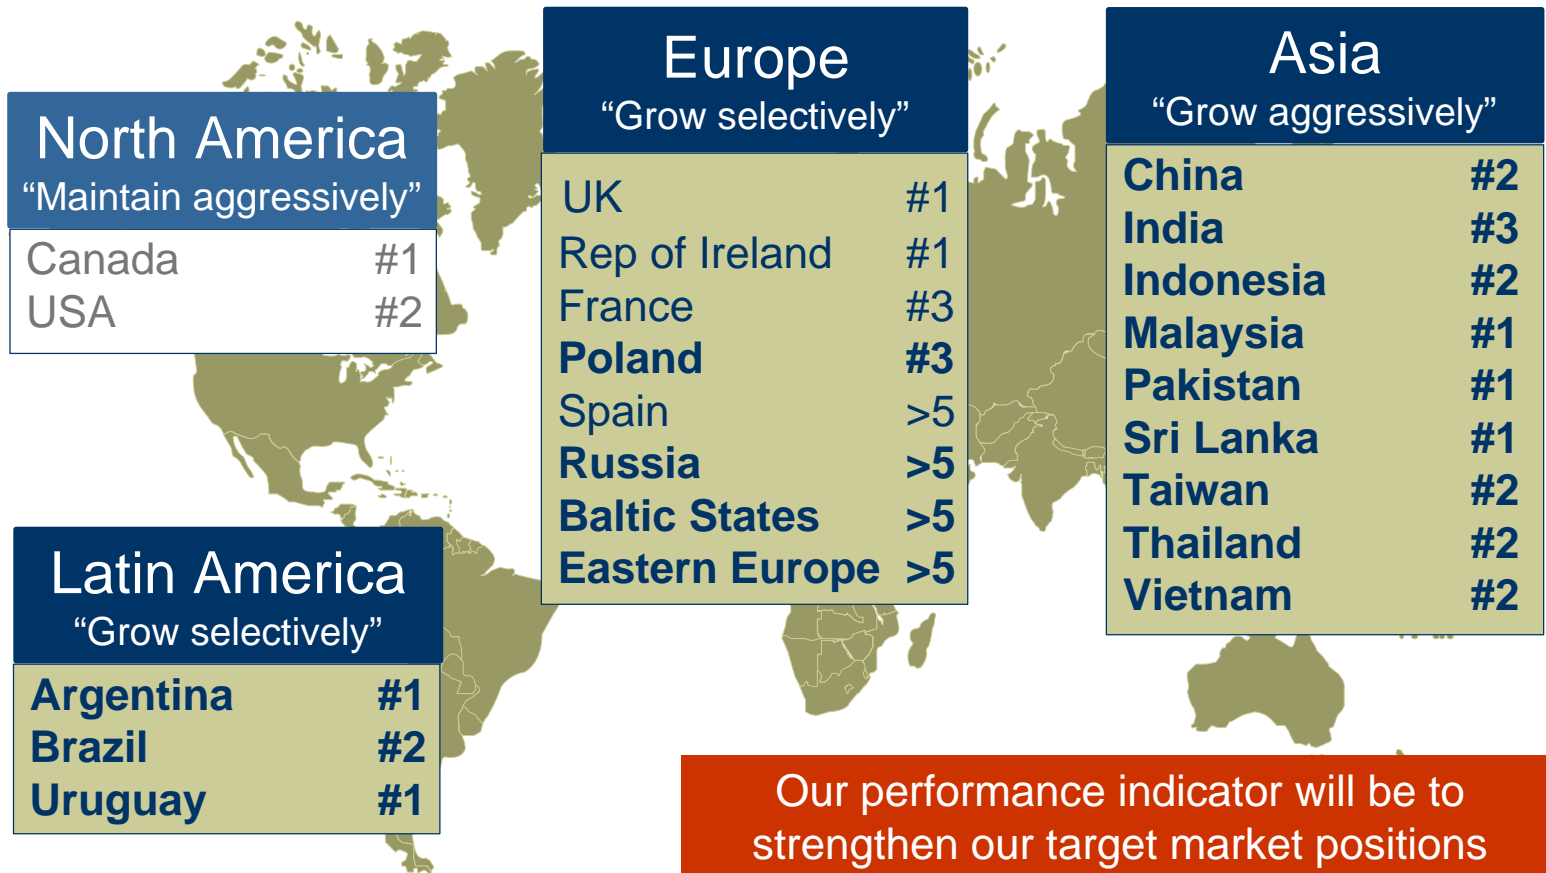 North America
“Maintain aggressively”
Canada #1
USA #2
Latin America
“Grow selectively”
Argentina #1
Brazil #2
Uruguay #1
Europe
“Grow selectively”
UK #1
Rep of Ireland #1
France #3
Poland #3
Spain >5
Russia >5
Baltic States >5
Eastern Europe >5
Asia
“Grow aggressively”
China #2
India #3
Indonesia #2
Malaysia #1
Pakistan #1
Sri Lanka #1
Taiwan #2
Thailand #2
Vietnam #2
Our performance indicator will be to
strengthen our target market positions